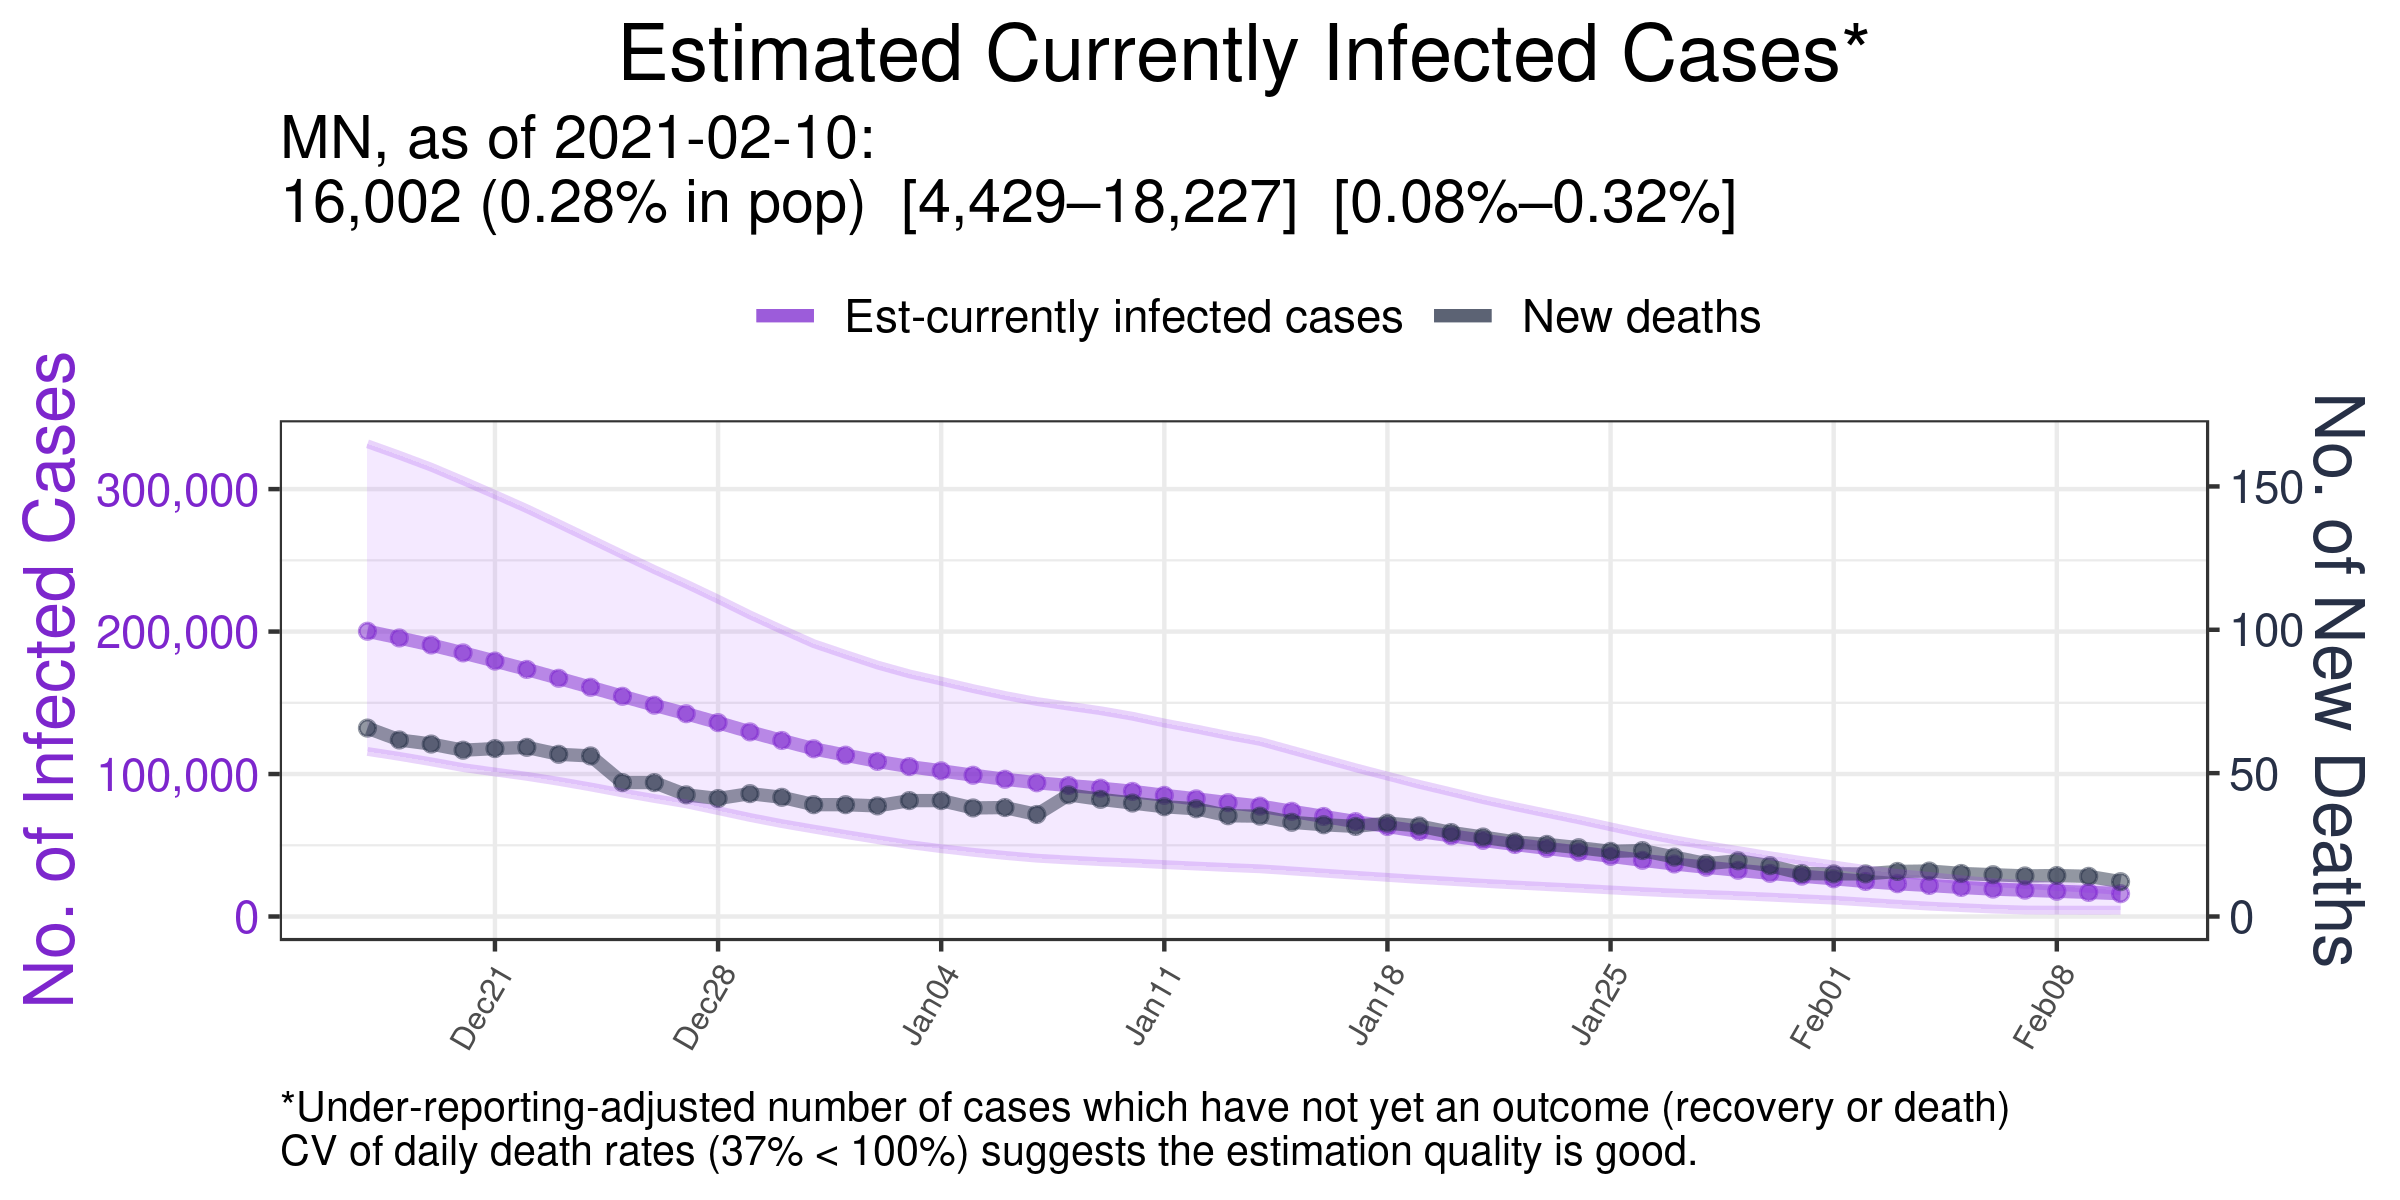 Estimated Currently Infected Cases*
MN, as of 2021-02-10:
16,002 (0.28% in pop)  [4,429–18,227]  [0.08%–0.32%]
Est-currently infected cases
New deaths
No. of Infected Cases
300,000
200,000
100,000
0
150
100
50
0
No. of New Deaths
Dec21
Dec28
Jan04
Jan11
Jan18
Jan25
Feb01
Feb08
*Under-reporting-adjusted number of cases which have not yet an outcome (recovery or death)
CV of daily death rates (37% < 100%) suggests the estimation quality is good.